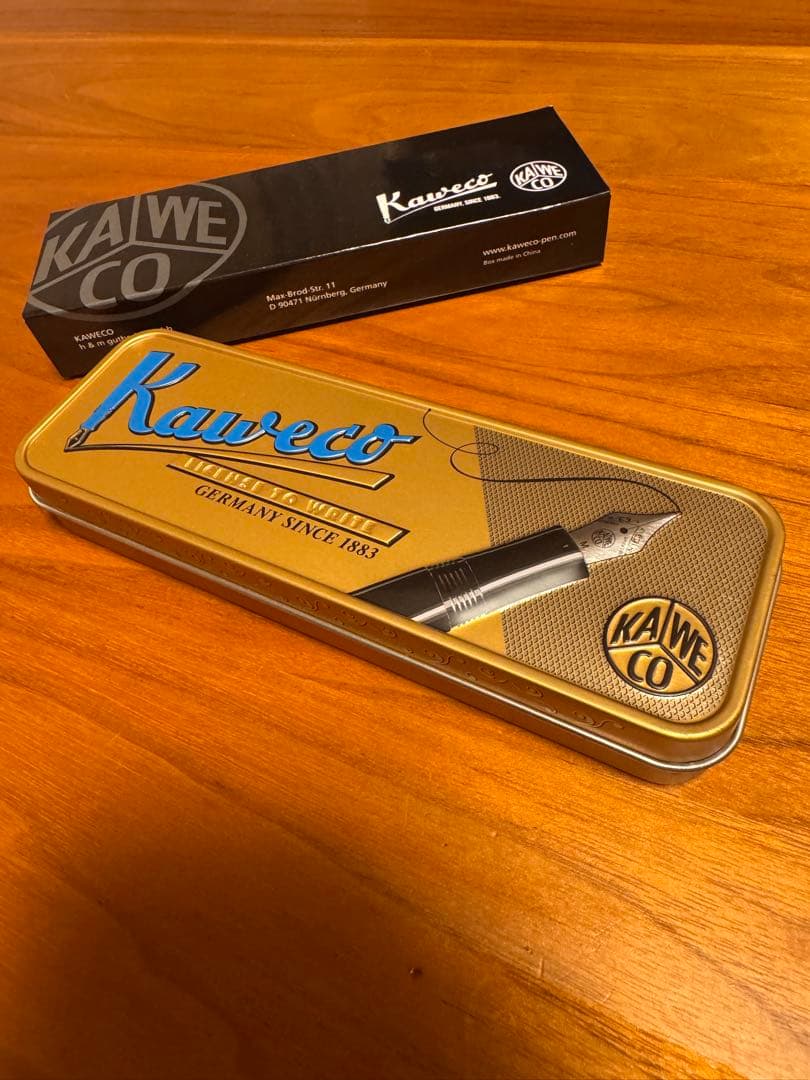 KA WE CO
Kaweco
GERMANY, SINCE 1883.
KA WE CO
www.kaweco-pen.com
Box made in China
Max-Brod-Str. 11
D 90471 Nürnberg, Germany
KAWECO
h & m
Kaweco
LICENSE TO WRITE
GERMANY SINCE 1883
KA WE CO